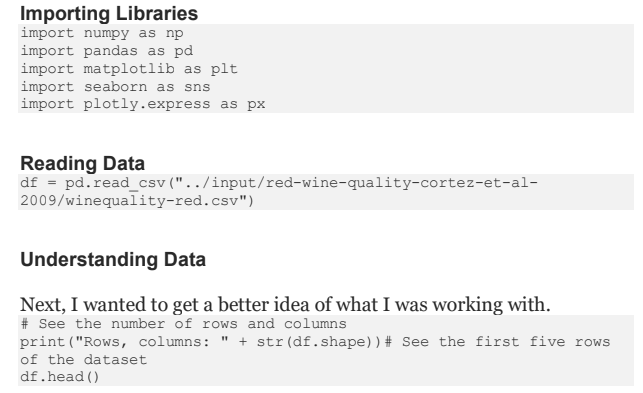 Importing Libraries
import numpy as np
import pandas as pd
import matplotlib as plt
import seaborn as sns
import plotly.express as px
Reading Data
df = pd.read_csv("../input/red-wine-quality-cortez-et-al-
2009/winequality-red.csv")
Understanding Data
Next, I wanted to get a better idea of what I was working with.
# See the number of rows and columns
print("Rows, columns: " + str(df.shape))# See the first five rows
of the dataset
df.head()